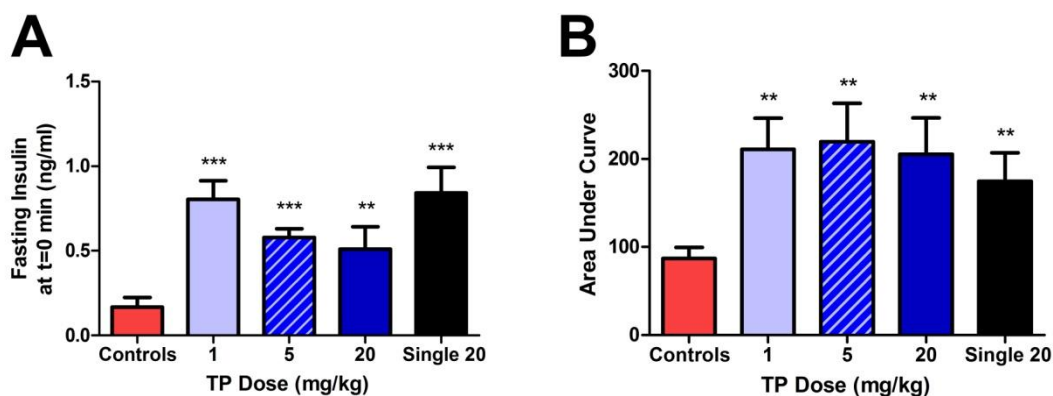 A
Fasting Insulin
at t=0 min (ng/ml)
1.5
1.0
0.5
0.0
***
***
**
***
Controls 1 5 20 Single 20
TP Dose (mg/kg)
B
Area Under Curve
300
200
100
0
**
**
**
**
Controls 1 5 20 Single 20
TP Dose (mg/kg)